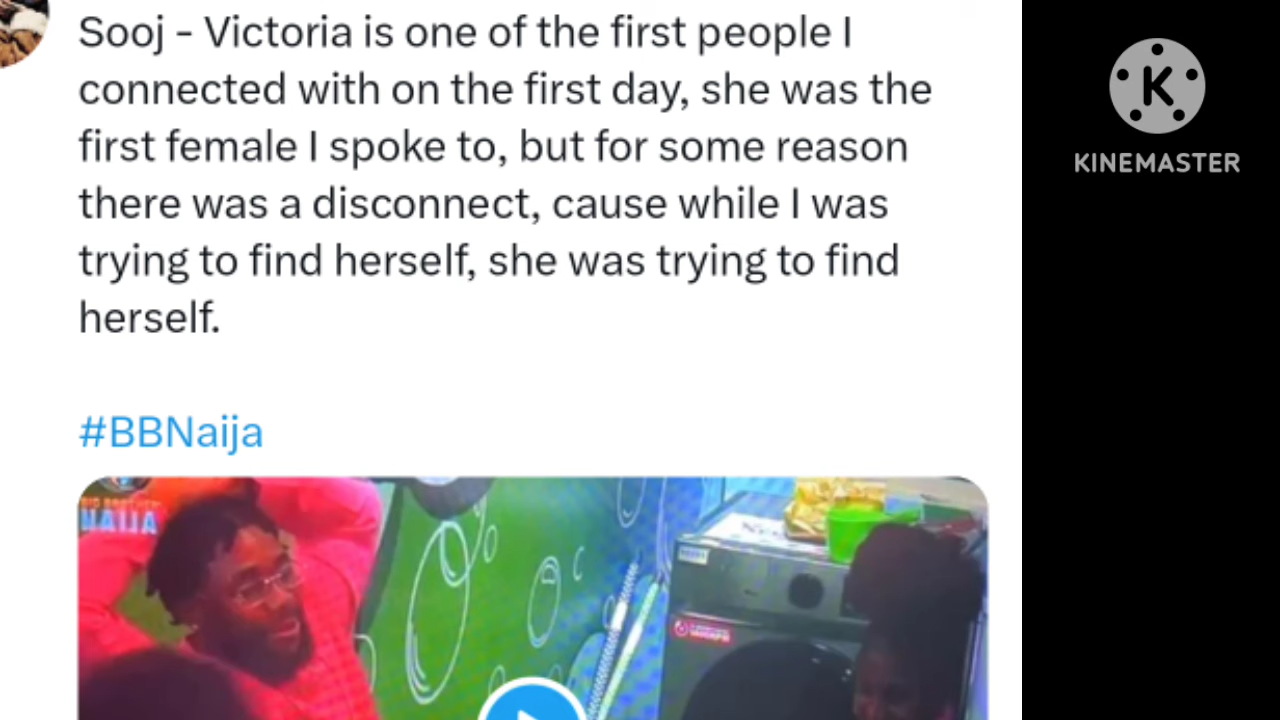 Sooj - Victoria is one of the first people I
connected with on the first day, she was the
first female I spoke to, but for some reason
there was a disconnect, cause while I was
trying to find herself, she was trying to find
herself.
#BBNaija
NAIJA
K
KINEMASTER